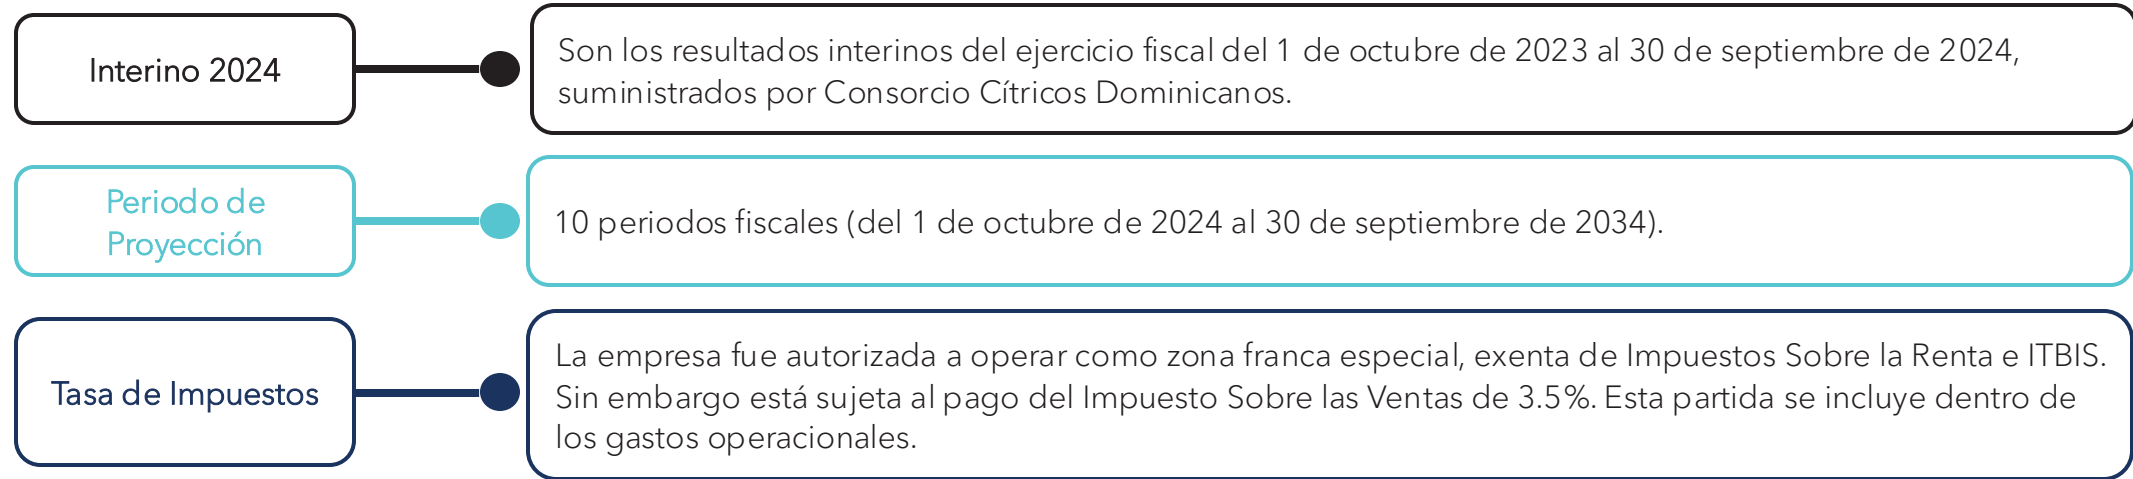 Interino 2024
Son los resultados interinos del ejercicio fiscal del 1 de octubre de 2023 al 30 de septiembre de 2024,
suministrados por Consorcio Cítricos Dominicanos.
Periodo de
Proyección
10 periodos fiscales (del 1 de octubre de 2024 al 30 de septiembre de 2034).
Tasa de Impuestos
La empresa fue autorizada a operar como zona franca especial, exenta de Impuestos Sobre la Renta e ITBIS.
Sin embargo está sujeta al pago del Impuesto Sobre las Ventas de 3.5%. Esta partida se incluye dentro de
los gastos operacionales.